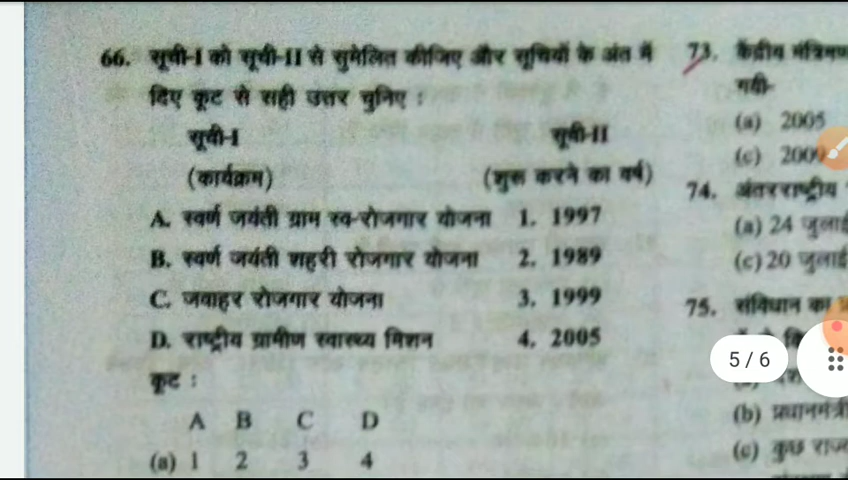 66. सूची-I को सूची-II से सुमेलित कीजिए और सूचियों के अंत में
दिए कूट से सही उत्तर चुनिए :
सूची-I सूची-II
(कार्यक्रम) (शुरू करने का वर्ष)
A. स्वर्ण जयंती ग्राम स्व-रोजगार योजना 1. 1997
B. स्वर्ण जयंती शहरी रोजगार योजना 2. 1989
C. जवाहर रोजगार योजना 3. 1999
D. राष्ट्रीय ग्रामीण स्वास्थ्य मिशन 4. 2005
कूट :
A B C D
(a) 1 2 3 4
73. केंद्रीय
गयी-
(a) 2005
(c) 2009
74. अंतरराष्ट्रीय
(a) 24 जुलाई
(c) 20 जुलाई
75. संविधान का
5 / 6
(b) प्रधानमंत्री
(c) कुछ राज्य